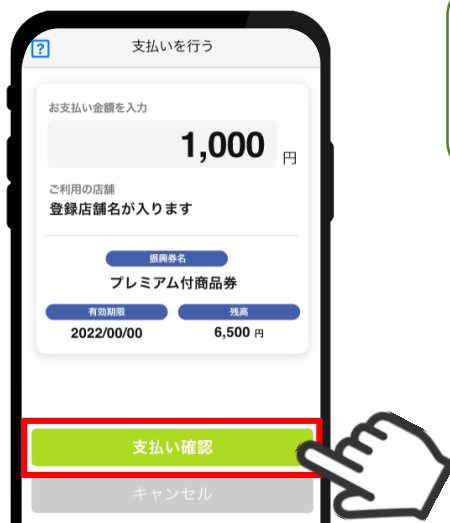 ?
支払いを行う
お支払い金額を入力
1,000 円
ご利用の店舗
登録店舗名が入ります
振興券名
プレミアム付商品券
有効期限 残高
2022/00/00 6,500 円
支払い確認
キャンセル